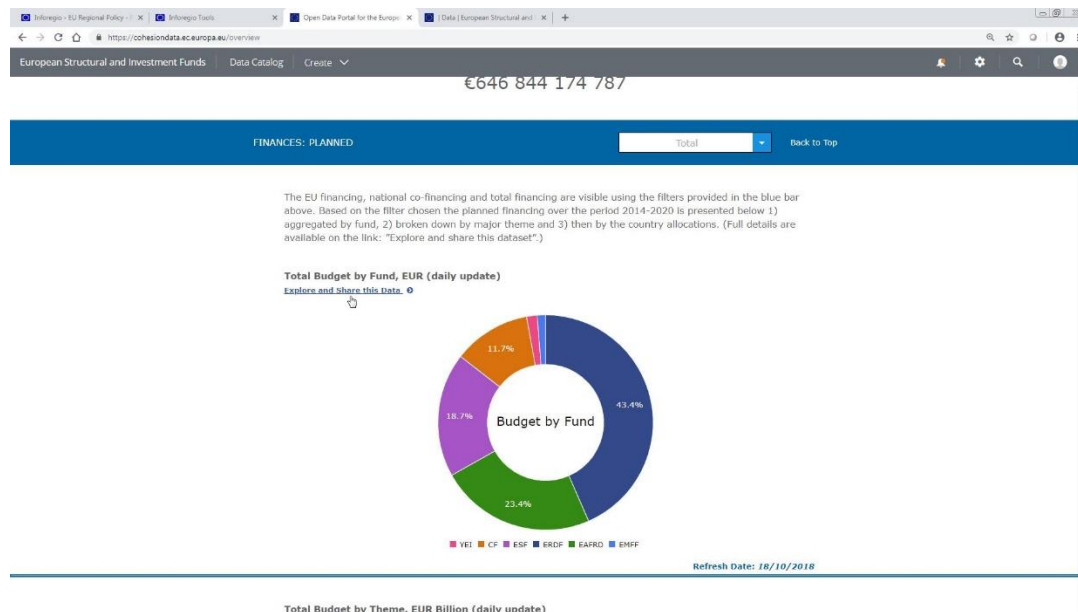 Inforegio - EU Regional Policy -
Inforegio Tools
Open Data Portal for the Europe
| Data | European Structural and
https://cohesiondata.ec.europa.eu/overview
European Structural and Investment Funds
Data Catalog
Create
€646 844 174 787
FINANCES: PLANNED
Total
Back to Top
The EU financing, national co-financing and total financing are visible using the filters provided in the blue bar
above. Based on the filter chosen the planned financing over the period 2014-2020 is presented below 1)
aggregated by fund, 2) broken down by major theme and 3) then by the country allocations. (Full details are
available on the link: "Explore and share this dataset".)
Total Budget by Fund, EUR (daily update)
Explore and Share this Data
11.7%
43.4%
18.7%
Budget by Fund
23.4%
YEI CF ESF ERDF EAFRD EMFF
Refresh Date: 18/10/2018
Total Budget by Theme, EUR Billion (daily update)